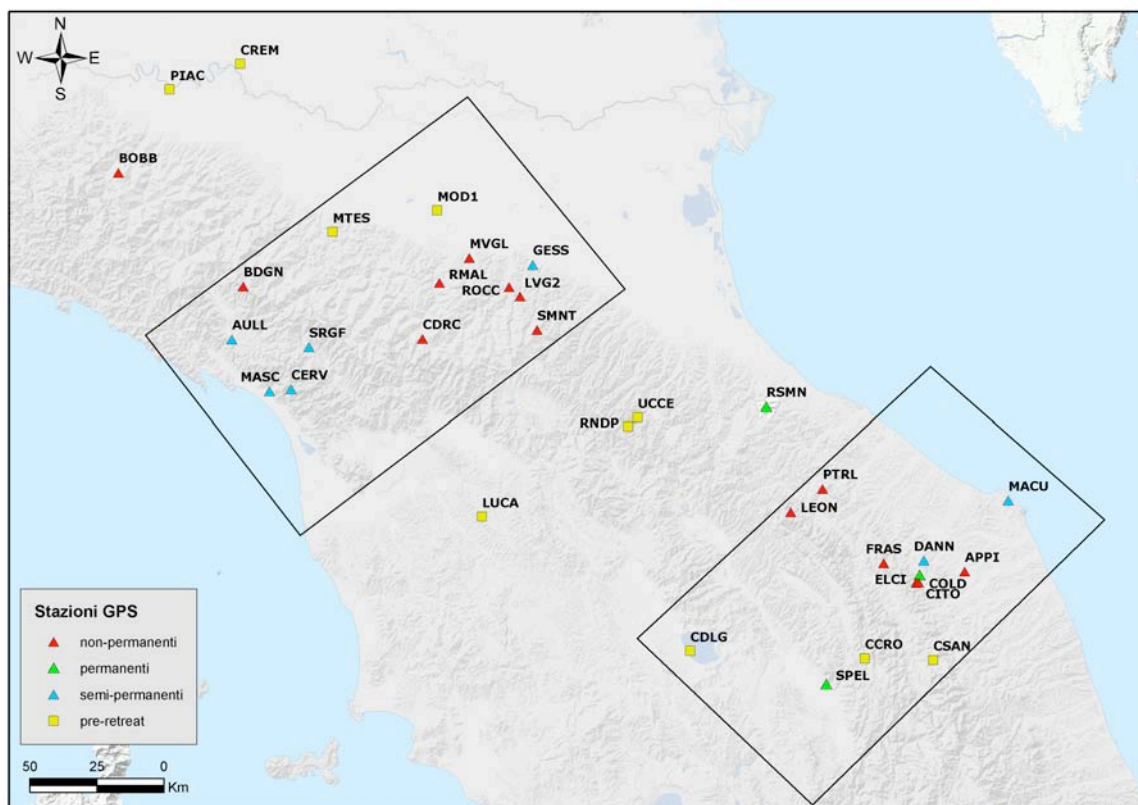 N
W E
S
CREM
PIAC
BOBB
MOD1
MTES
MVGL
GESS
BDGN
RMAL
ROCC
LVG2
SMNT
AULL
SRGF
CDRC
MASC
CERV
RSMN
UCCE
RNDP
PTRL
MACU
LEON
LUCA
FRAS
DANN
APPI
ELCI
COLD
CITO
CDLG
CCRO
CSAN
SPEL
Stazioni GPS
non-permanenti
permanenti
semi-permanenti
pre-retreat
50 25 0
Km